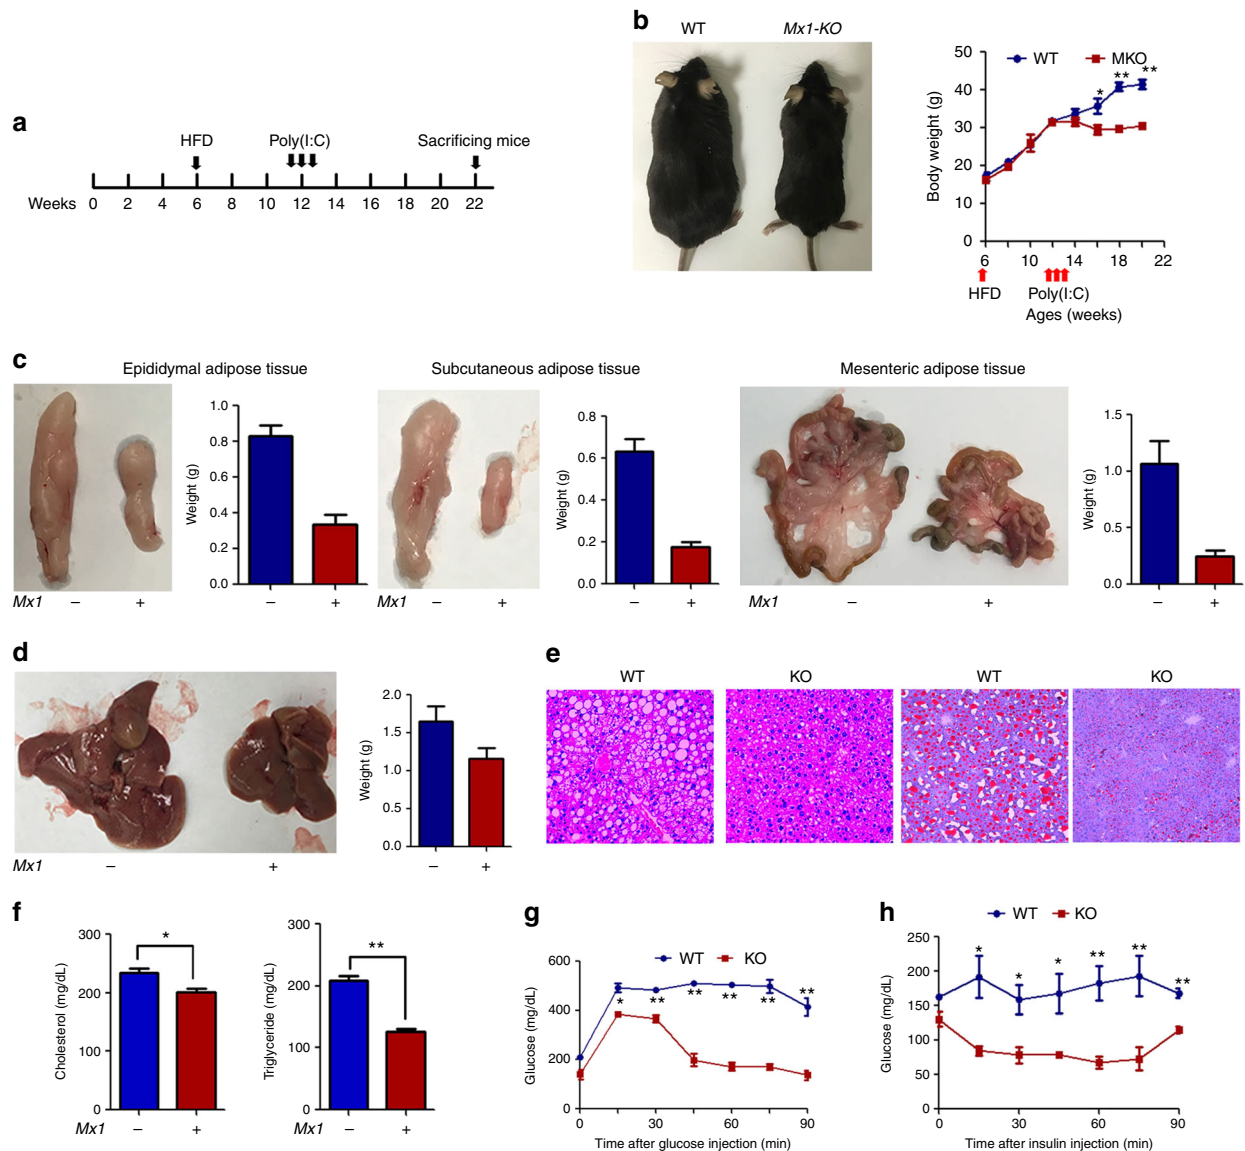 a
HFD
Poly(I:C)
Sacrificing mice
Weeks 0 2 4 6 8 10 12 14 16 18 20 22
b
WT
Mx1-KO
WT MKO
* ** **
Body weight (g)
50
40
30
20
10
0
6 10 14 18 22
HFD
Poly(I:C)
Ages (weeks)
c
Epididymal adipose tissue
Weight (g)
1.0
0.8
0.6
0.4
0.2
0.0
– +
Mx1 – +
Subcutaneous adipose tissue
Weight (g)
0.8
0.6
0.4
0.2
0.0
– +
Mx1 – +
Mesenteric adipose tissue
Weight (g)
1.5
1.0
0.5
0.0
– +
Mx1 – +
d
Weight (g)
2.0
1.5
1.0
0.5
0.0
– +
Mx1 – +
e
WT KO WT KO
f
Cholesterol (mg/dL)
300
200
100
0
*
Mx1 – +
Triglyceride (mg/dL)
300
200
100
0
**
Mx1 – +
g
WT KO
Glucose (mg/dL)
600
400
200
0
* ** ** ** ** **
0 15 30 45 60 75 90
Time after glucose injection (min)
h
WT KO
Glucose (mg/dL)
250
200
150
100
50
0
* * * ** ** **
0 15 30 45 60 75 90
Time after insulin injection (min)